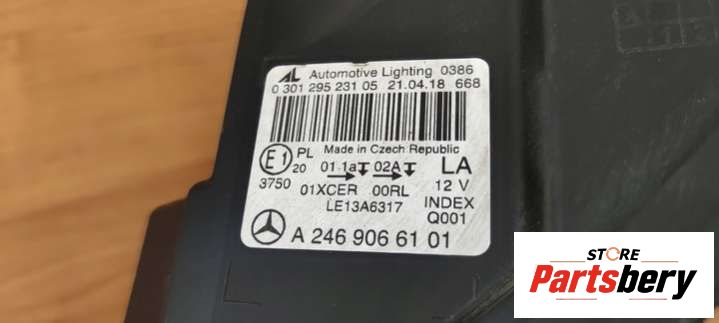 AL Automotive Lighting 0386
0 301 295 231 05 21.04.18 668
Made in Czech Republic
E1 PL 01 1a 02A LA
20
3750 01XCER 00RL 12 V
LE13A6317 INDEX
Q001
A 246 906 61 01
STORE
Partsbery